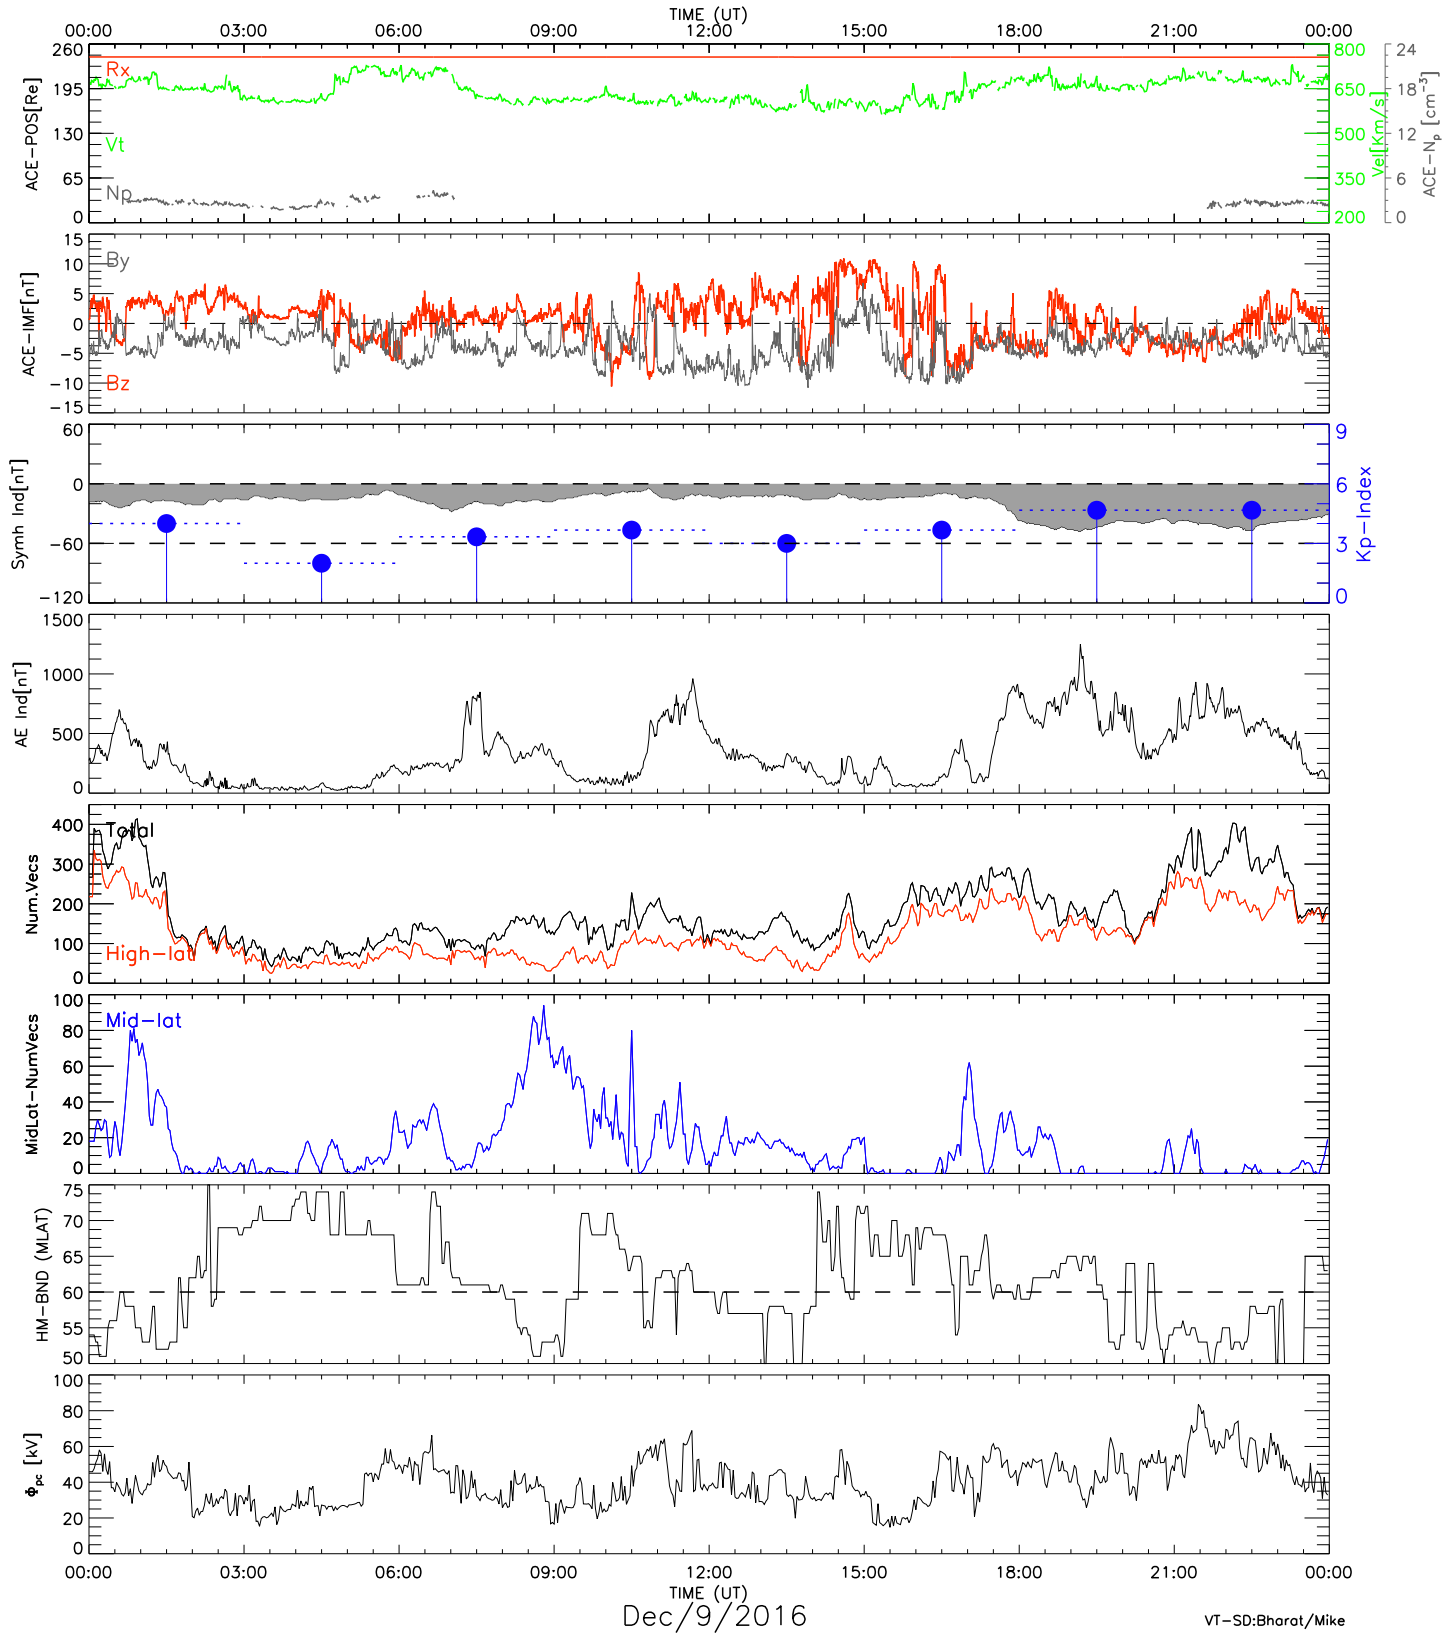 TIME (UT)
00:00 03:00 06:00 09:00 12:00 15:00 18:00 21:00 00:00
260
195
130
65
0
ACE-POS[Re]
Rx
Vt
Np
800
650
500
350
200
Vel[Km/s]
24
18
12
6
0
ACE-Np [cm-3]
15
10
5
0
-5
-10
-15
ACE-IMF[nT]
By
Bz
60
0
-60
-120
Symh Ind[nT]
9
6
3
0
Kp-Index
1500
1000
500
0
AE Ind[nT]
400
300
200
100
0
Num.Vecs
Total
High-lat
100
80
60
40
20
0
MidLat-NumVecs
Mid-lat
75
70
65
60
55
50
HM-BND (MLAT)
100
80
60
40
20
0
Φpc [kV]
00:00 03:00 06:00 09:00 12:00 15:00 18:00 21:00 00:00
TIME (UT)
Dec/9/2016
VT-SD:Bharat/Mike